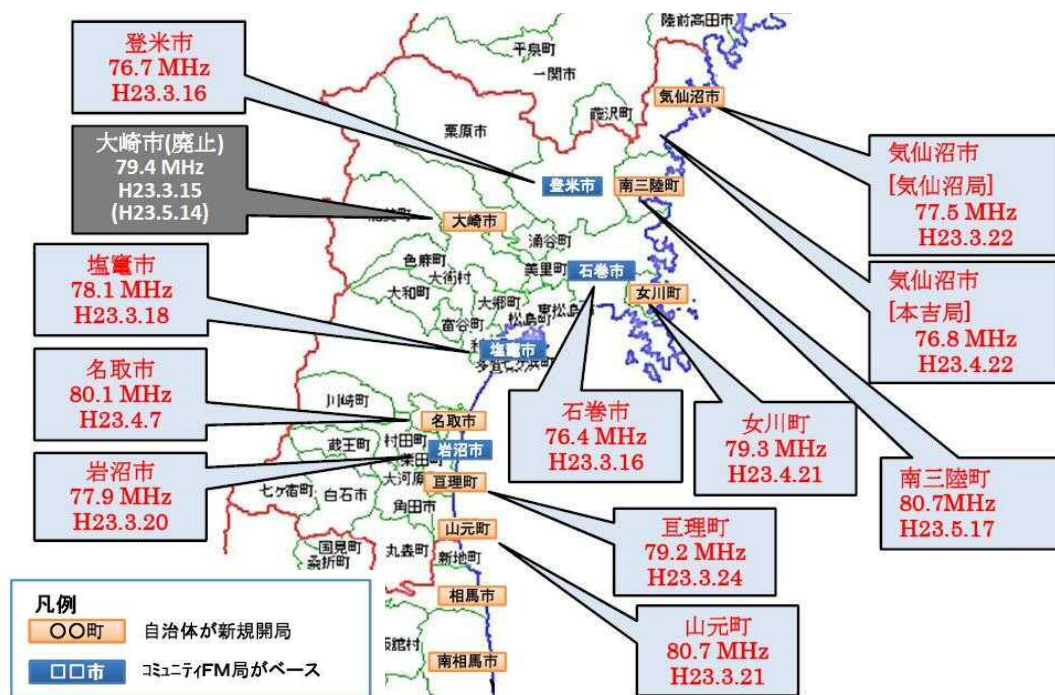 登米市
76.7 MHz
H23.3.16
大崎市(廃止)
79.4 MHz
H23.3.15
(H23.5.14)
塩竈市
78.1 MHz
H23.3.18
名取市
80.1 MHz
H23.4.7
岩沼市
77.9 MHz
H23.3.20
陸前高田市
平泉町
一関市
藤沢町
気仙沼市
栗原市
登米市
南三陸町
大崎市
涌谷町
色麻町
大衡村
美里町
石巻市
大和町
大郷町
女川町
富谷町
松島町
塩竈市
川崎町
名取市
村田町
蔵王町
岩沼市
柴田町
大河原
亘理町
七ヶ宿町
白石市
角田市
山元町
国見町
丸森町
新地町
桑折町
相馬市
飯舘村
南相馬市
気仙沼市
[気仙沼局]
77.5 MHz
H23.3.22
気仙沼市
[本吉局]
76.8 MHz
H23.4.22
石巻市
76.4 MHz
H23.3.16
女川町
79.3 MHz
H23.4.21
南三陸町
80.7MHz
H23.5.17
亘理町
79.2 MHz
H23.3.24
山元町
80.7 MHz
H23.3.21
凡例
〇〇町 自治体が新規開局
□□市 コミュニティFM局がベース